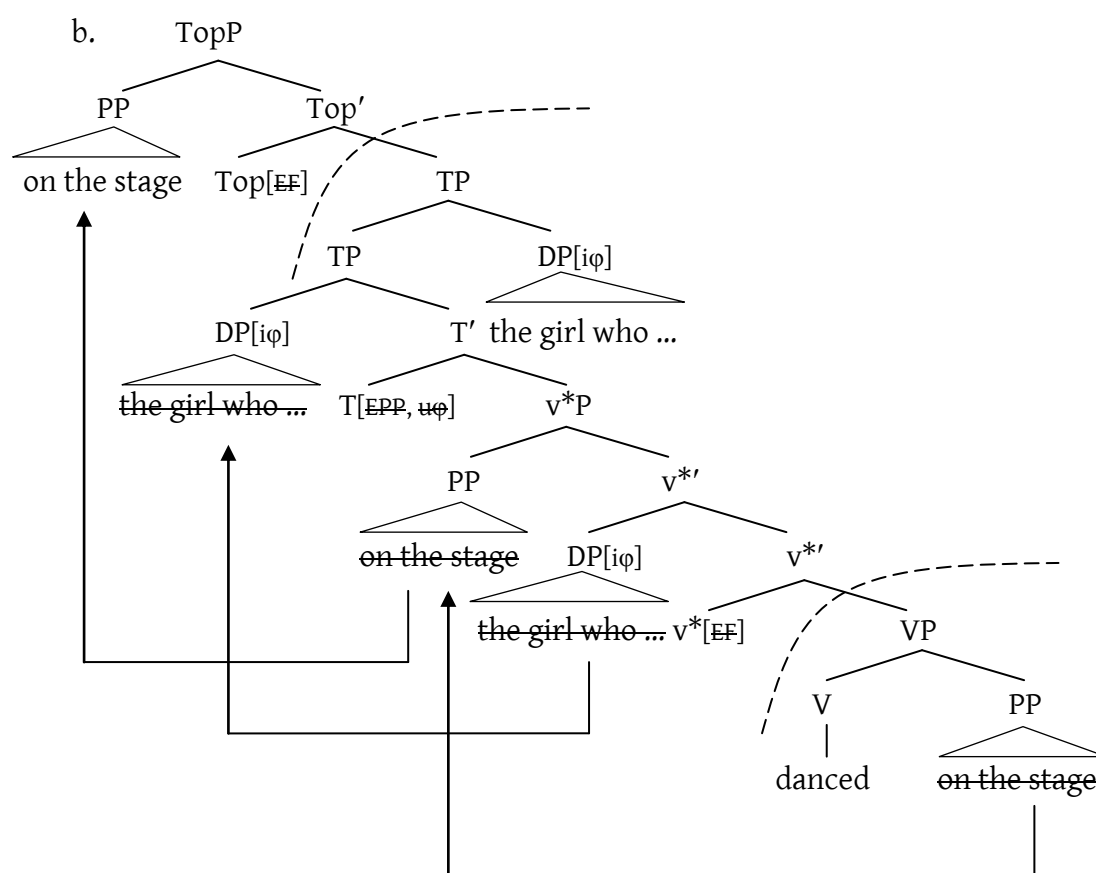 b. TopP
PP Top′
on the stage Top[EF] TP
TP DP[iφ]
DP[iφ] T′ the girl who ...
the girl who ... T[EPP, uφ] v*P
PP v*′
on the stage DP[iφ] v*′
the girl who ... v*[EF] VP
V PP
danced on the stage